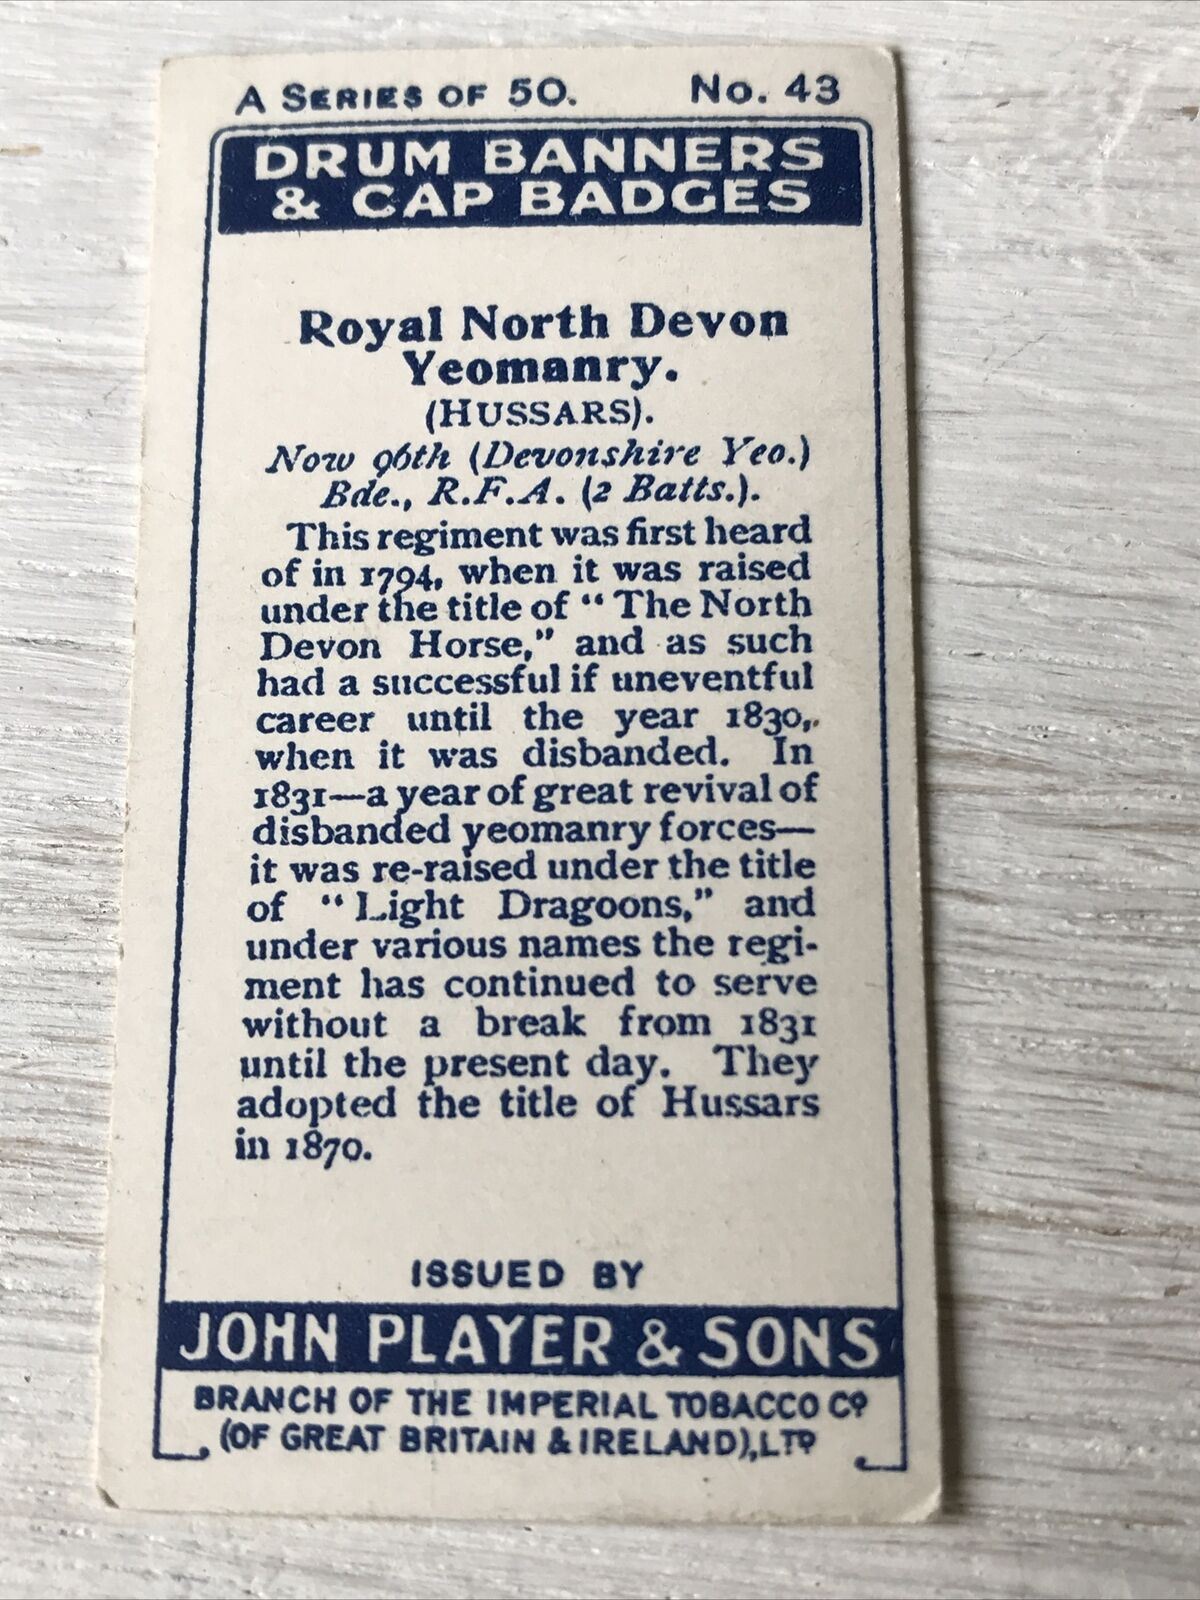 A SERIES OF 50. No. 43
DRUM BANNERS
& CAP BADGES
Royal North Devon
Yeomanry.
(HUSSARS).
Now 96th (Devonshire Yeo.)
Bde., R.F.A. (2 Batts.).
This regiment was first heard
of in 1794, when it was raised
under the title of "The North
Devon Horse," and as such
had a successful if uneventful
career until the year 1830,
when it was disbanded. In
1831—a year of great revival of
disbanded yeomanry forces—
it was re-raised under the title
of "Light Dragoons," and
under various names the regi-
ment has continued to serve
without a break from 1831
until the present day. They
adopted the title of Hussars
in 1870.
ISSUED BY
JOHN PLAYER & SONS
BRANCH OF THE IMPERIAL TOBACCO Co
(OF GREAT BRITAIN & IRELAND), LTD